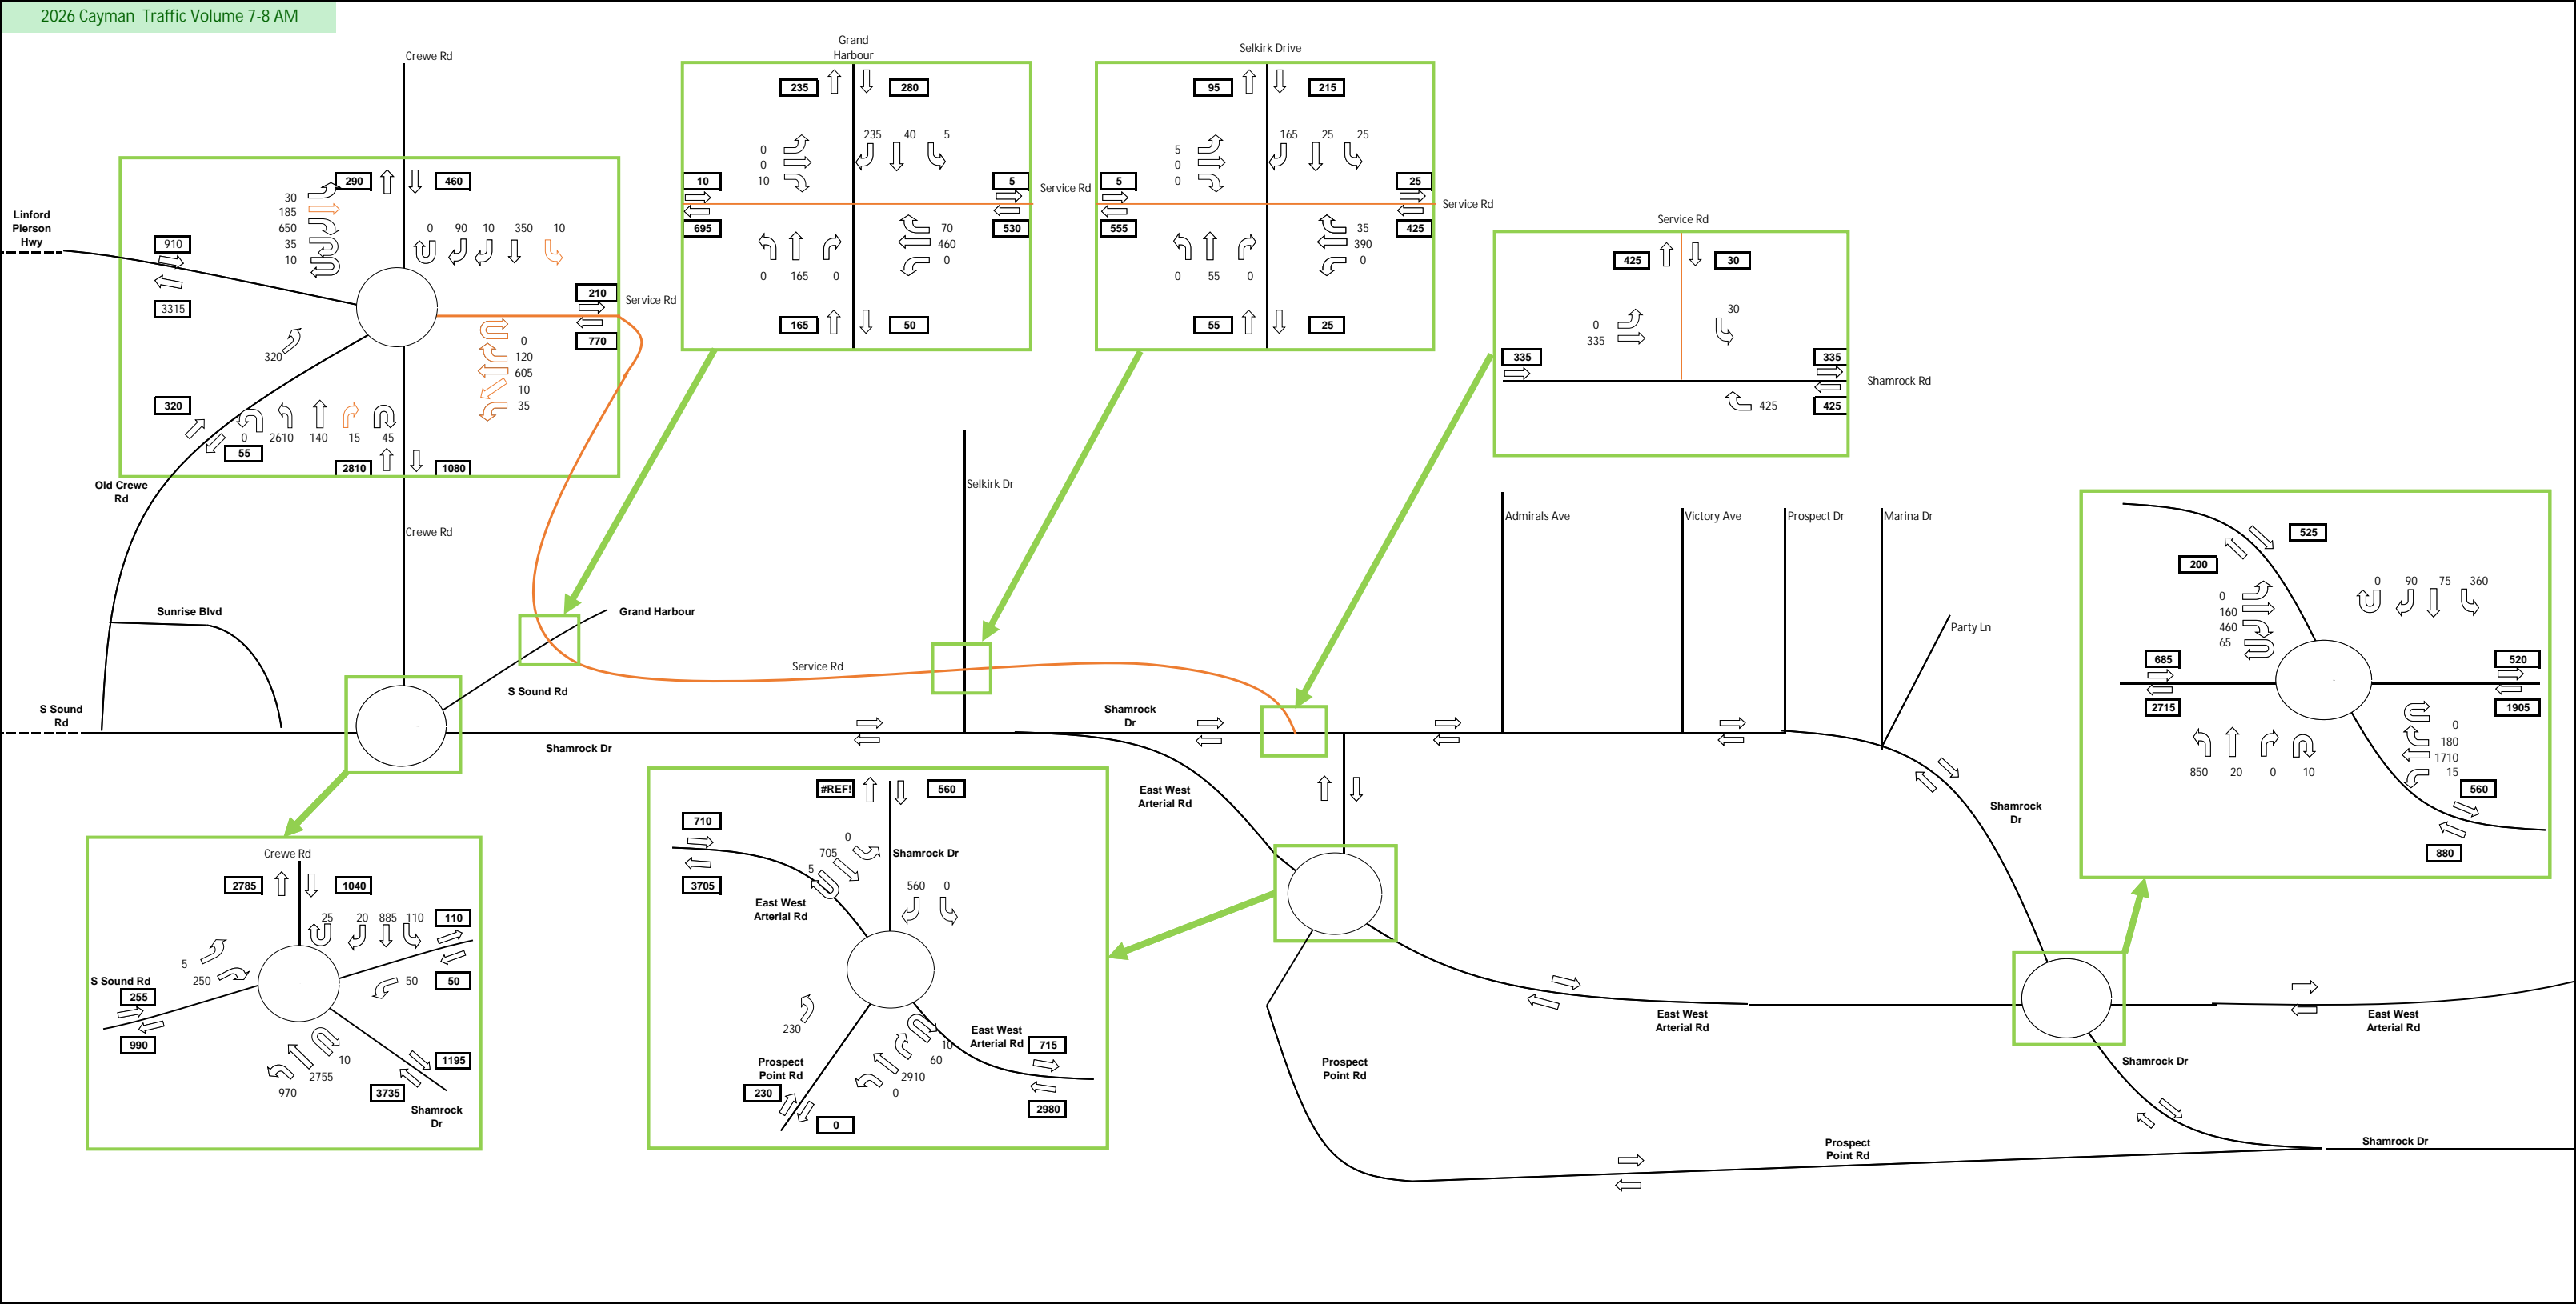 2026 Cayman Traffic Volume 7-8 AM
Crewe Rd
Linford
Pierson
Hwy
290
460
30
185
650
35
10
0
90
10
350
10
910
3315
210
Service Rd
770
0
120
605
10
35
320
320
0
2610
140
15
45
55
2810
1080
Old Crewe
Rd
Crewe Rd
Grand
Harbour
235
280
0
0
10
235
40
5
10
5
Service Rd
695
530
70
460
0
0
165
0
165
50
Selkirk Drive
95
215
5
0
0
165
25
25
5
25
Service Rd
555
425
35
390
0
0
55
0
55
25
Service Rd
425
30
0
335
30
335
335
Shamrock Rd
425
425
Selkirk Dr
Admirals Ave
Victory Ave
Prospect Dr
Marina Dr
Party Ln
Sunrise Blvd
Grand Harbour
Service Rd
S Sound Rd
S Sound
Rd
Shamrock Dr
Shamrock
Dr
East West
Arterial Rd
Shamrock
Dr
525
200
0
160
460
65
0
90
75
360
685
520
2715
1905
0
180
1710
15
850
20
0
10
560
880
Crewe Rd
2785
1040
25
20
885
110
110
5
250
S Sound Rd
255
50
50
990
10
2755
970
1195
3735
Shamrock
Dr
#REF!
560
710
0
705
5
Shamrock Dr
560
0
3705
East West
Arterial Rd
230
East West
Arterial Rd
715
10
60
2910
0
Prospect
Point Rd
230
0
2980
East West
Arterial Rd
East West
Arterial Rd
Prospect
Point Rd
Shamrock Dr
Prospect
Point Rd
Shamrock Dr